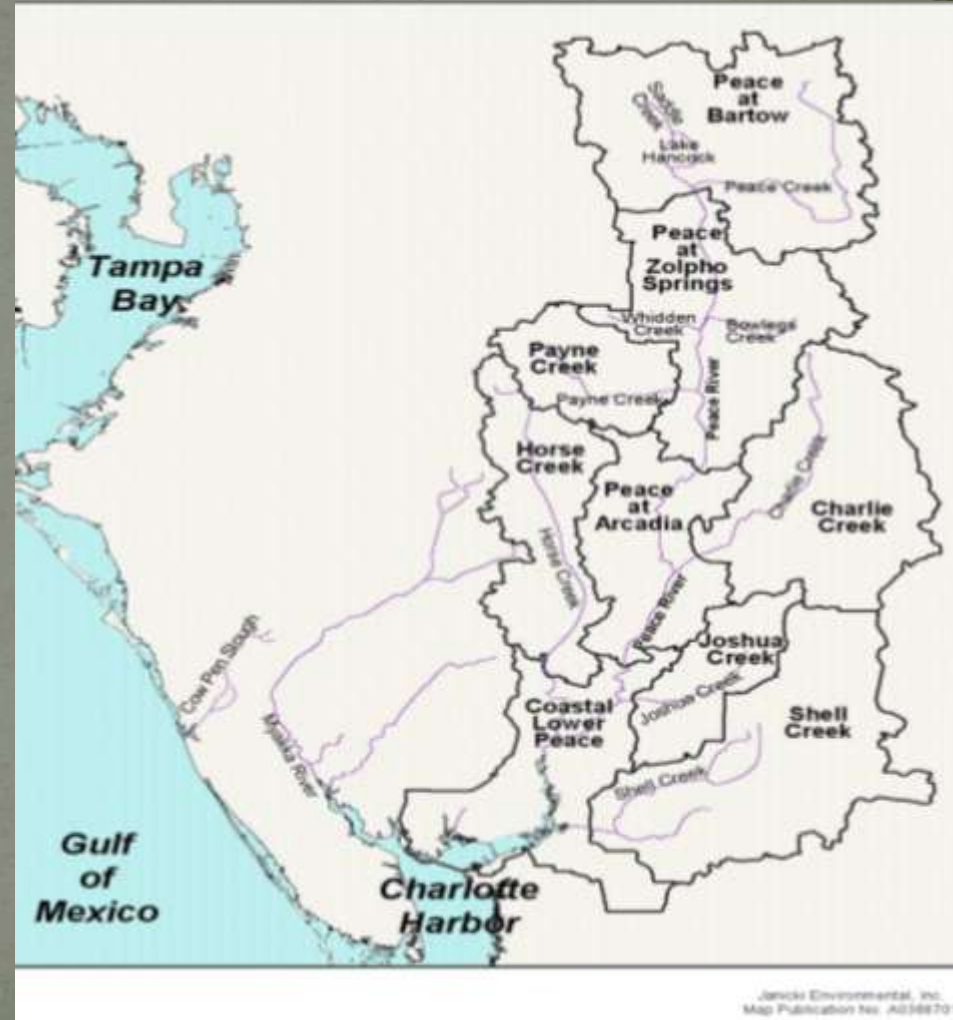 Peace
at
Bartow
Saddle
Creek
Lake
Hancock
Peace Creek
Tampa
Bay
Peace
at
Zolpho
Springs
Whidden
Creek
Bowlegs
Creek
Payne
Creek
Payne Creek
Peace River
Horse
Creek
Peace
at
Arcadia
Charlie Creek
Charlie
Creek
Horse Creek
Peace River
Joshua
Creek
Cow Pen Slough
Joshua Creek
Coastal
Lower
Peace
Shell
Creek
Myakka River
Shell Creek
Gulf
of
Mexico
Charlotte
Harbor
Janicki Environmental, Inc.
Map Publication No.